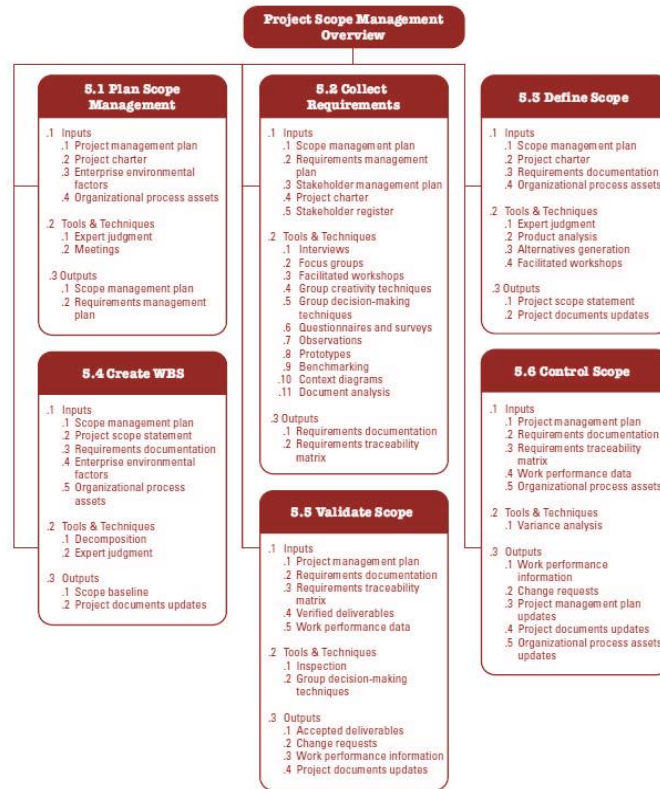 Project Scope Management
Overview
5.1 Plan Scope
Management
.1 Inputs
.1 Project management plan
.2 Project charter
.3 Enterprise environmental
factors
.4 Organizational process assets
.2 Tools & Techniques
.1 Expert judgment
.2 Meetings
.3 Outputs
.1 Scope management plan
.2 Requirements management
plan
5.2 Collect
Requirements
.1 Inputs
.1 Scope management plan
.2 Requirements management
plan
.3 Stakeholder management plan
.4 Project charter
.5 Stakeholder register
.2 Tools & Techniques
.1 Interviews
.2 Focus groups
.3 Facilitated workshops
.4 Group creativity techniques
.5 Group decision-making
techniques
.6 Questionnaires and surveys
.7 Observations
.8 Prototypes
.9 Benchmarking
.10 Context diagrams
.11 Document analysis
.3 Outputs
.1 Requirements documentation
.2 Requirements traceability
matrix
5.3 Define Scope
.1 Inputs
.1 Scope management plan
.2 Project charter
.3 Requirements documentation
.4 Organizational process assets
.2 Tools & Techniques
.1 Expert judgment
.2 Product analysis
.3 Alternatives generation
.4 Facilitated workshops
.3 Outputs
.1 Project scope statement
.2 Project documents updates
5.4 Create WBS
.1 Inputs
.1 Scope management plan
.2 Project scope statement
.3 Requirements documentation
.4 Enterprise environmental
factors
.5 Organizational process
assets
.2 Tools & Techniques
.1 Decomposition
.2 Expert judgment
.3 Outputs
.1 Scope baseline
.2 Project documents updates
5.5 Validate Scope
.1 Inputs
.1 Project management plan
.2 Requirements documentation
.3 Requirements traceability
matrix
.4 Verified deliverables
.5 Work performance data
.2 Tools & Techniques
.1 Inspection
.2 Group decision-making
techniques
.3 Outputs
.1 Accepted deliverables
.2 Change requests
.3 Work performance information
.4 Project documents updates
5.6 Control Scope
.1 Inputs
.1 Project management plan
.2 Requirements documentation
.3 Requirements traceability
matrix
.4 Work performance data
.5 Organizational process assets
.2 Tools & Techniques
.1 Variance analysis
.3 Outputs
.1 Work performance
information
.2 Change requests
.3 Project management plan
updates
.4 Project documents updates
.5 Organizational process assets
updates